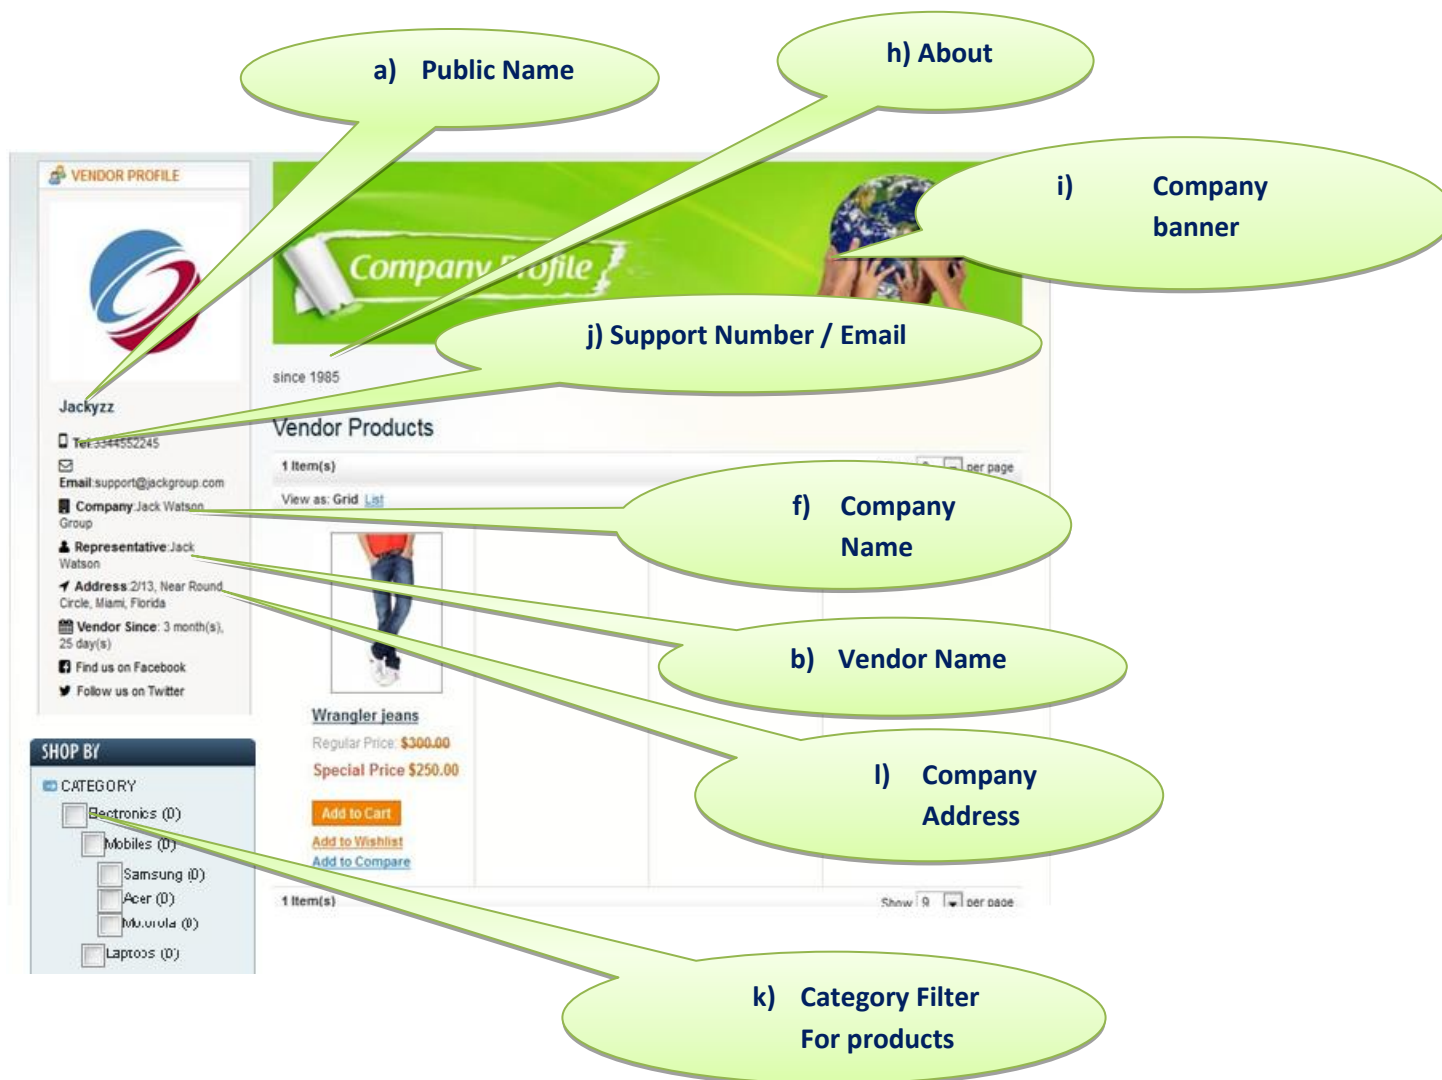 a) Public Name
h) About
i) Company
banner
VENDOR PROFILE
Company Profile
j) Support Number / Email
since 1985
Jackyzz
Tel:3344552245
Email:support@jackgroup.com
Company:Jack Watson
Group
Representative:Jack
Watson
Address:2/13, Near Round
Circle, Miami, Florida
Vendor Since: 3 month(s),
25 day(s)
Find us on Facebook
Follow us on Twitter
Vendor Products
1 Item(s)
per page
View as: Grid List
f) Company
Name
b) Vendor Name
Wrangler jeans
Regular Price: $300.00
Special Price $250.00
Add to Cart
Add to Wishlist
Add to Compare
1 Item(s)
Show 9 per page
l) Company
Address
SHOP BY
CATEGORY
Electronics (0)
Mobiles (0)
Samsung (0)
Acer (0)
Motorola (0)
Laptops (0)
k) Category Filter
For products